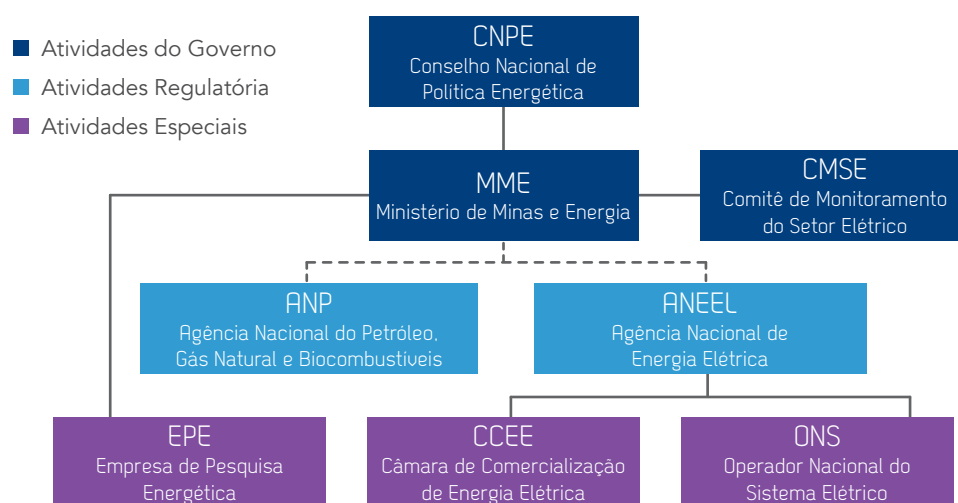 Atividades do Governo
Atividades Regulatória
Atividades Especiais
CNPE
Conselho Nacional de
Política Energética
MME
Ministério de Minas e Energia
CMSE
Comitê de Monitoramento
do Setor Elétrico
ANP
Agência Nacional do Petróleo,
Gás Natural e Biocombustíveis
ANEEL
Agência Nacional de
Energia Elétrica
EPE
Empresa de Pesquisa
Energética
CCEE
Câmara de Comercialização
de Energia Elétrica
ONS
Operador Nacional do
Sistema Elétrico